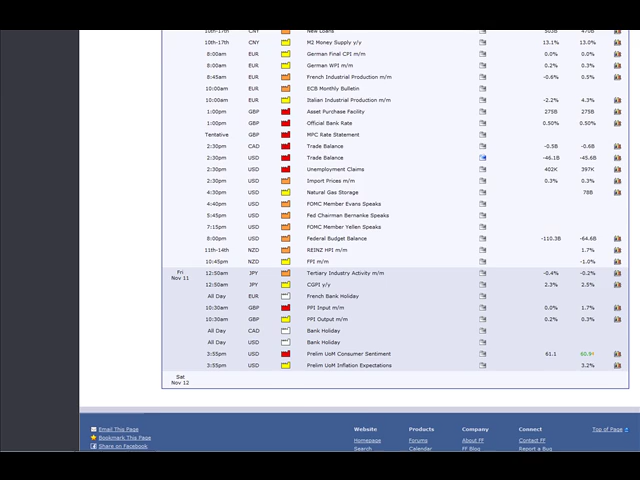 10th-17th CNY New Loans 503B 470B
10th-17th CNY M2 Money Supply y/y 13.1% 13.0%
8:00am EUR German Final CPI m/m 0.0% 0.0%
8:00am EUR German WPI m/m 0.2% 0.3%
8:45am EUR French Industrial Production m/m -0.6% 0.5%
10:00am EUR ECB Monthly Bulletin
10:00am EUR Italian Industrial Production m/m -2.2% 4.3%
1:00pm GBP Asset Purchase Facility 275B 275B
1:00pm GBP Official Bank Rate 0.50% 0.50%
Tentative GBP MPC Rate Statement
2:30pm CAD Trade Balance -0.5B -0.6B
2:30pm USD Trade Balance -46.1B -45.6B
2:30pm USD Unemployment Claims 402K 397K
2:30pm USD Import Prices m/m 0.3% 0.3%
4:30pm USD Natural Gas Storage 78B
4:40pm USD FOMC Member Evans Speaks
5:45pm USD Fed Chairman Bernanke Speaks
7:15pm USD FOMC Member Yellen Speaks
8:00pm USD Federal Budget Balance -110.3B -64.6B
11th-14th NZD REINZ HPI m/m 1.7%
10:45pm NZD FPI m/m -1.0%
Fri Nov 11 12:50am JPY Tertiary Industry Activity m/m -0.4% -0.2%
12:50am JPY CGPI y/y 2.3% 2.5%
All Day EUR French Bank Holiday
10:30am GBP PPI Input m/m 0.0% 1.7%
10:30am GBP PPI Output m/m 0.2% 0.3%
All Day CAD Bank Holiday
All Day USD Bank Holiday
3:55pm USD Prelim UoM Consumer Sentiment 61.1 60.9
3:55pm USD Prelim UoM Inflation Expectations 3.2%
Sat Nov 12
Email This Page Website Products Company Connect Top of Page
Bookmark This Page Homepage Forums About FF Contact FF
Share on Facebook Search Calendar FF Blog Report a Bug